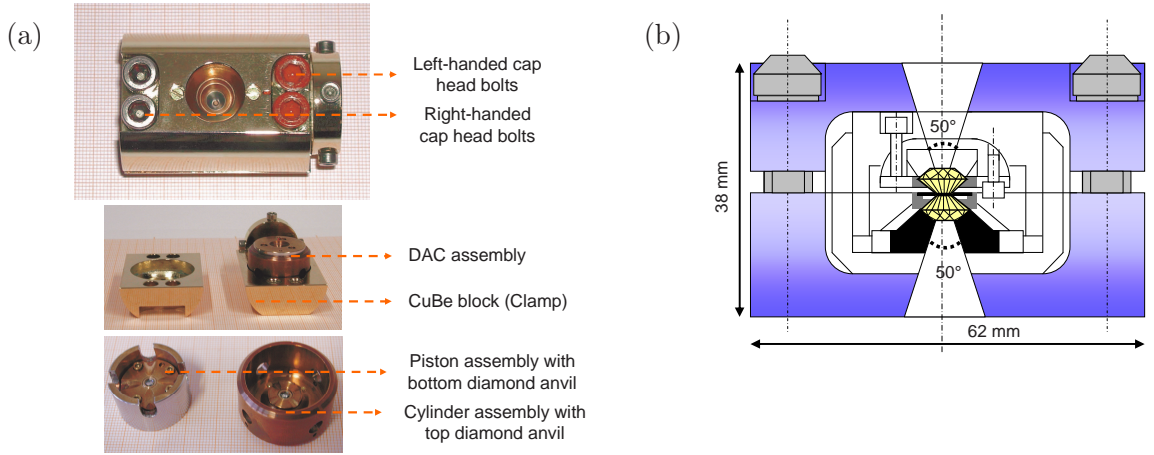 (a)
Left-handed cap
head bolts
Right-handed
cap head bolts
DAC assembly
CuBe block (Clamp)
Piston assembly with
bottom diamond anvil
Cylinder assembly with
top diamond anvil
(b)
50°
38 mm
50°
62 mm